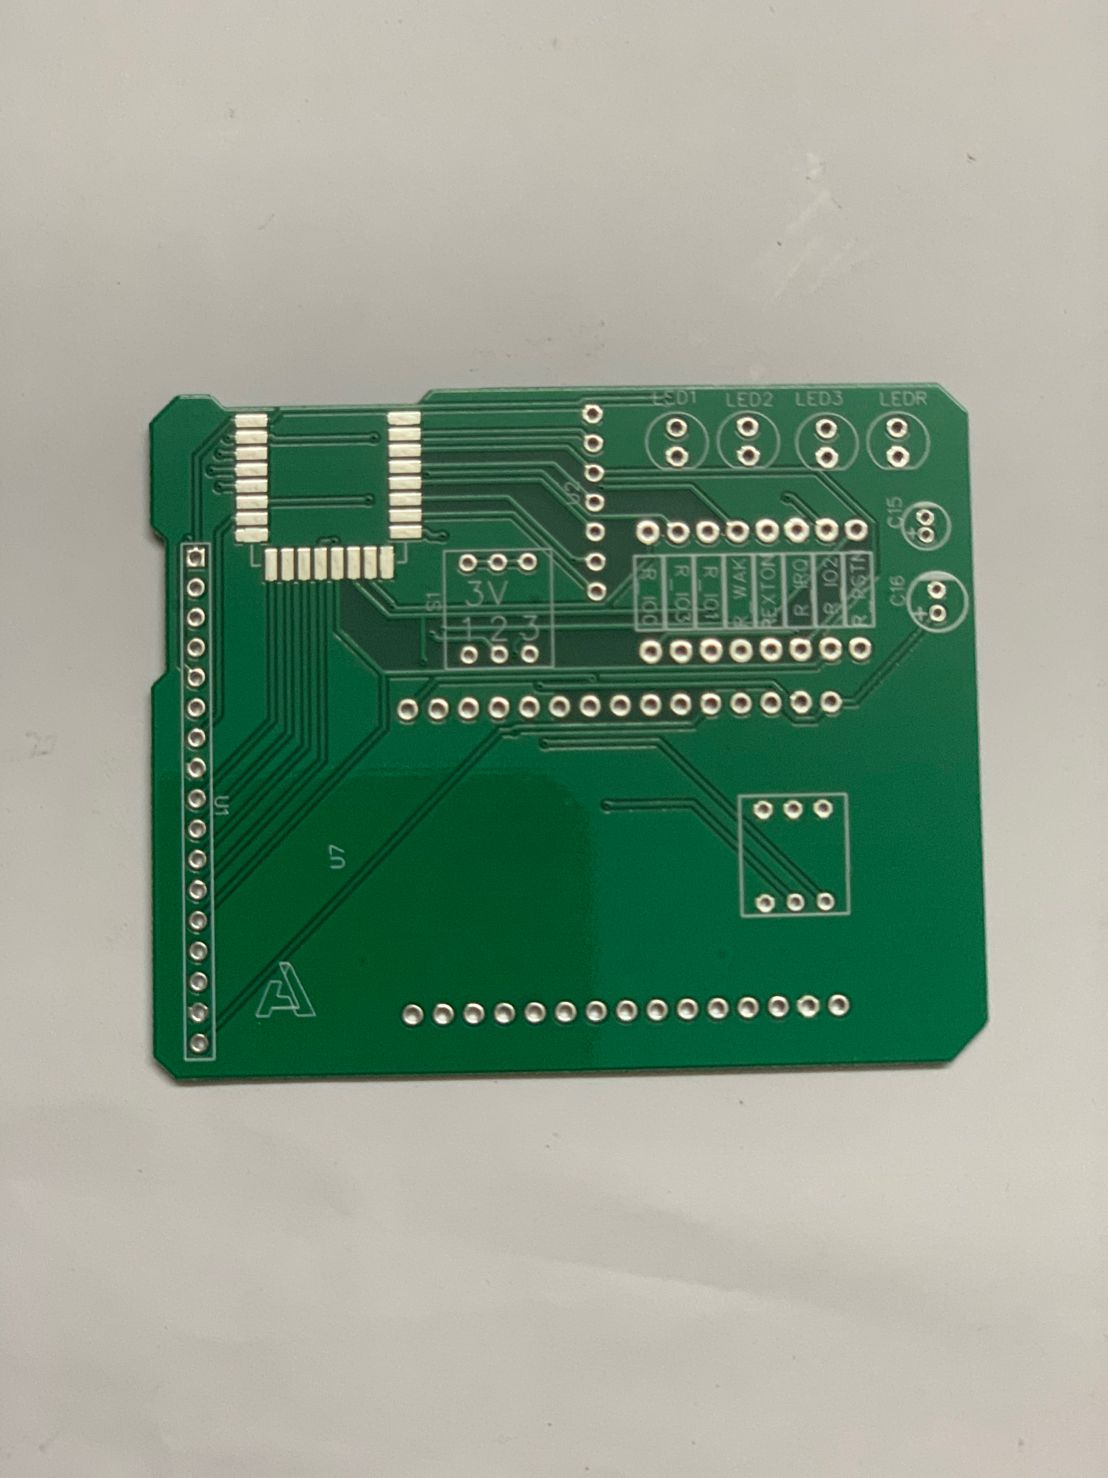 LED1 LED2 LED3 LEDR
C15
C16
S1
3V
1 2 3
R_IO0
R_IO3
R_IO1
R_WAK
REXTON
R_IRQ
R_IO2
R_RGTN
U1
U7